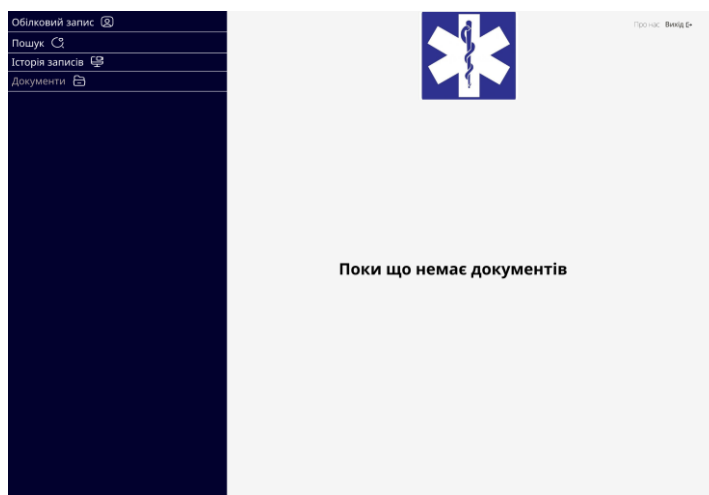 Обліковий запис
Пошук
Історія записів
Документи
Про нас Вихід
Поки що немає документів